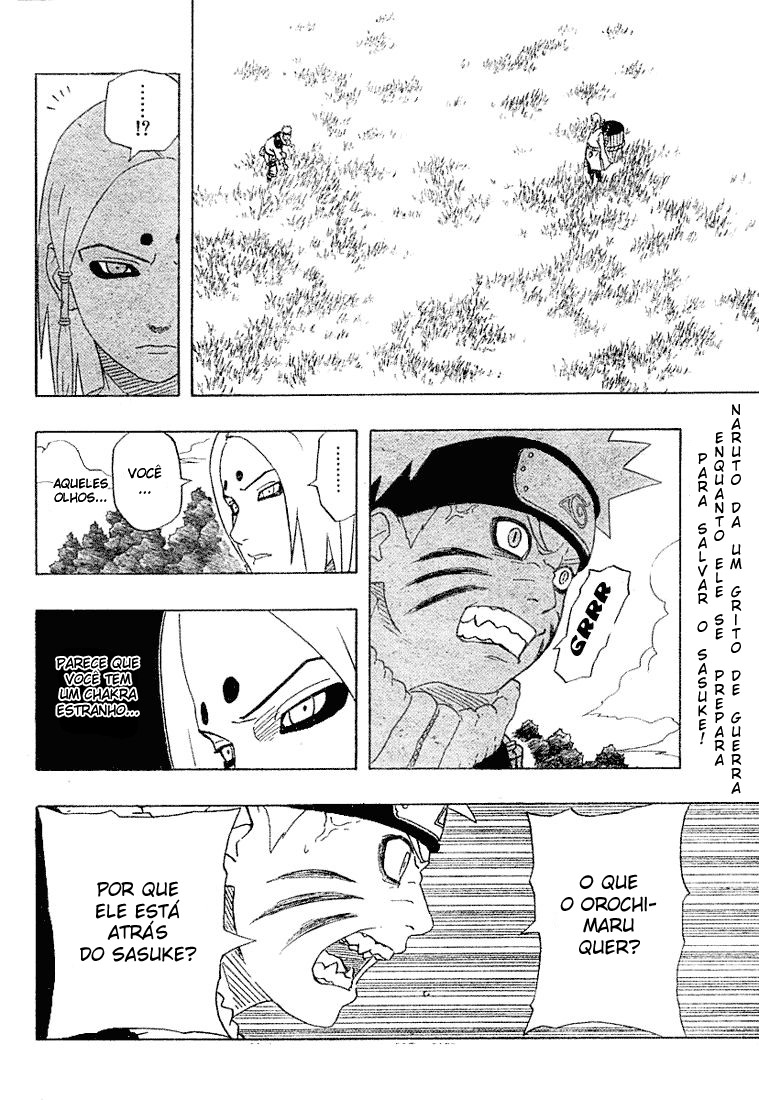 ......
!?
NARUTO DA UM GRITO DE GUERRA
ENQUANTO ELE SE PREPARA
PARA SALVAR O SASUKE!
GRRR
......
VOCÊ
...
AQUELES
OLHOS...
PARECE QUE
VOCÊ TEM
UM CHAKRA
ESTRANHO...
O QUE
O OROCHI-
MARU
QUER?
POR QUE
ELE ESTÁ
ATRÁS
DO SASUKE?